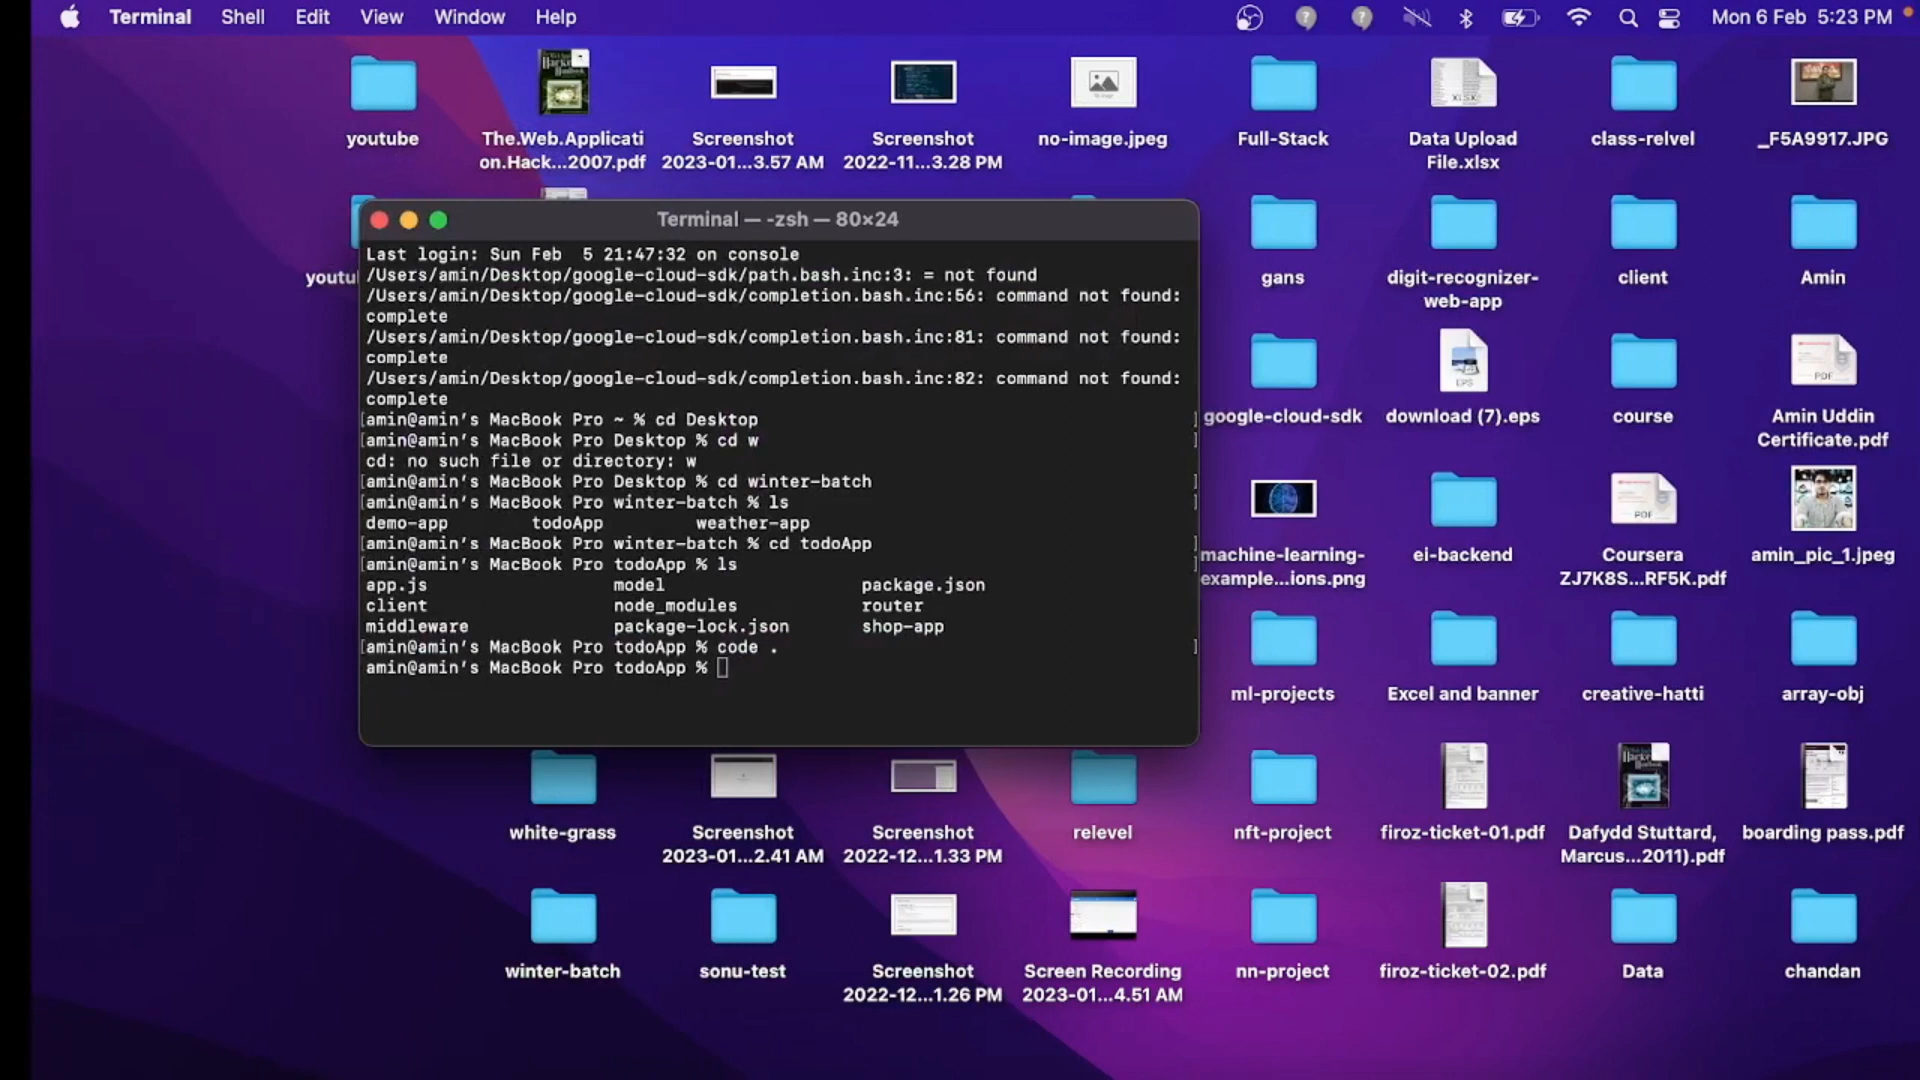 Terminal Shell Edit View Window Help Mon 6 Feb 5:23 PM
youtube
The.Web.Applicati
on.Hack...2007.pdf
Screenshot
2023-01...3.57 AM
Screenshot
2022-11...3.28 PM
no-image.jpeg
Full-Stack
Data Upload
File.xlsx
class-relvel
_F5A9917.JPG
Terminal — -zsh — 80×24
Last login: Sun Feb  5 21:47:32 on console
/Users/amin/Desktop/google-cloud-sdk/path.bash.inc:3: = not found
/Users/amin/Desktop/google-cloud-sdk/completion.bash.inc:56: command not found:
complete
/Users/amin/Desktop/google-cloud-sdk/completion.bash.inc:81: command not found:
complete
/Users/amin/Desktop/google-cloud-sdk/completion.bash.inc:82: command not found:
complete
[amin@amin's MacBook Pro ~ % cd Desktop ]
[amin@amin's MacBook Pro Desktop % cd w ]
cd: no such file or directory: w
[amin@amin's MacBook Pro Desktop % cd winter-batch ]
[amin@amin's MacBook Pro winter-batch % ls ]
demo-app todoApp weather-app
[amin@amin's MacBook Pro winter-batch % cd todoApp ]
[amin@amin's MacBook Pro todoApp % ls ]
app.js model package.json
client node_modules router
middleware package-lock.json shop-app
[amin@amin's MacBook Pro todoApp % code . ]
amin@amin's MacBook Pro todoApp %
youtu
gans
digit-recognizer-
web-app
client
Amin
google-cloud-sdk
download (7).eps
EPS
course
Amin Uddin
Certificate.pdf
PDF
machine-learning-
example...ions.png
ei-backend
Coursera
ZJ7K8S...RF5K.pdf
PDF
amin_pic_1.jpeg
ml-projects
Excel and banner
creative-hatti
array-obj
white-grass
Screenshot
2023-01...2.41 AM
Screenshot
2022-12...1.33 PM
relevel
nft-project
firoz-ticket-01.pdf
Dafydd Stuttard,
Marcus...2011).pdf
boarding pass.pdf
winter-batch
sonu-test
Screenshot
2022-12...1.26 PM
Screen Recording
2023-01...4.51 AM
nn-project
firoz-ticket-02.pdf
Data
chandan